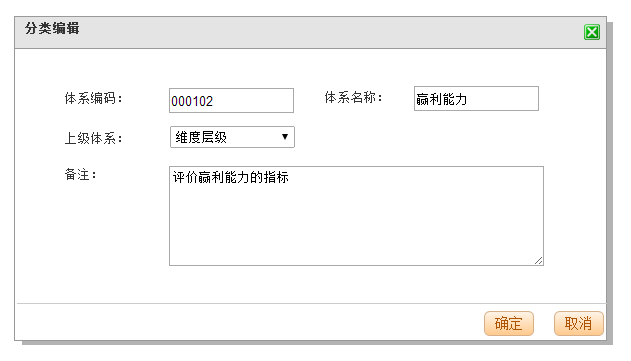 分类编辑
体系编码： 000102 体系名称： 赢利能力
上级体系： 维度层级
备注： 评价赢利能力的指标
确定 取消